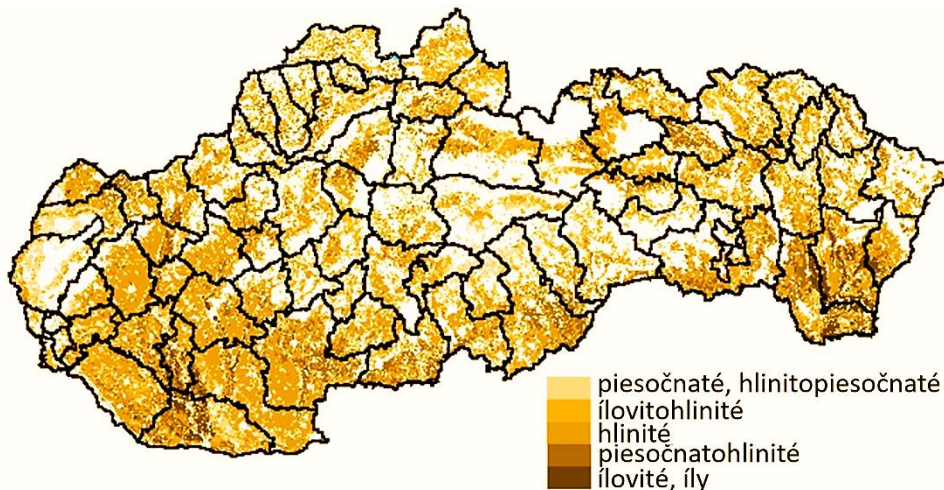 piesočnaté, hlinitopiesočnaté
ílovitohlinité
hlinité
piesočnatohlinité
ílovité, íly